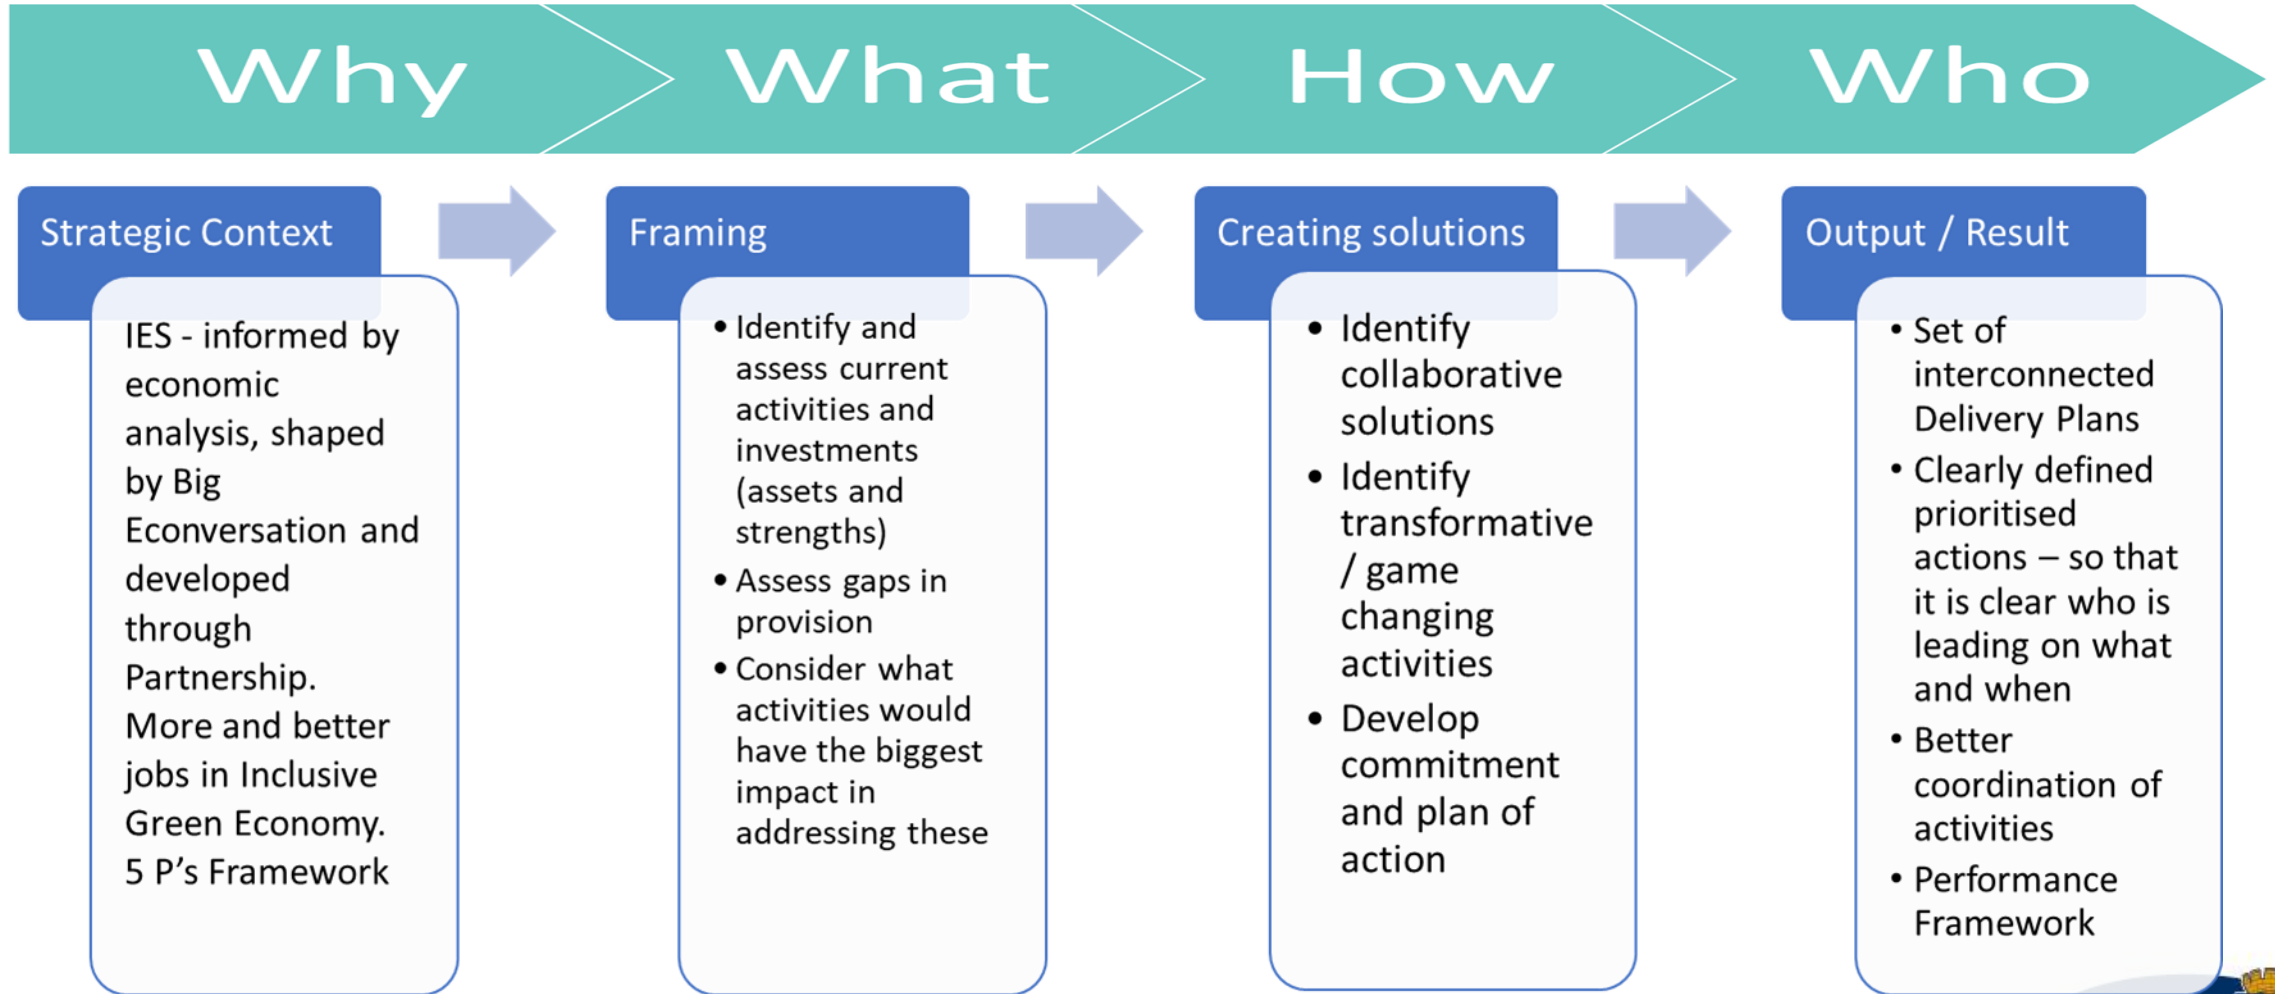 Why
What
How
Who
Strategic Context
IES - informed by
economic
analysis, shaped
by Big
Econversation and
developed
through
Partnership.
More and better
jobs in Inclusive
Green Economy.
5 P’s Framework
Framing
• Identify and
assess current
activities and
investments
(assets and
strengths)
• Assess gaps in
provision
• Consider what
activities would
have the biggest
impact in
addressing these
Creating solutions
• Identify
collaborative
solutions
• Identify
transformative
/ game
changing
activities
• Develop
commitment
and plan of
action
Output / Result
• Set of
interconnected
Delivery Plans
• Clearly defined
prioritised
actions – so that
it is clear who is
leading on what
and when
• Better
coordination of
activities
• Performance
Framework